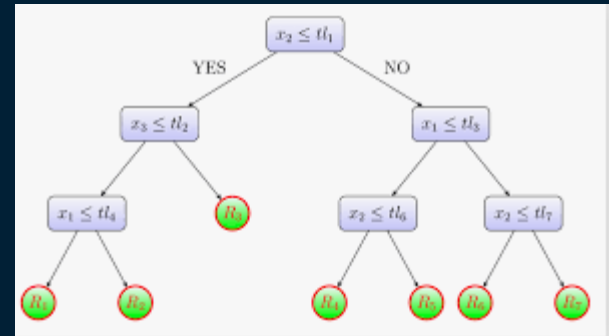 x₂ ≤ tl₁
YES NO
x₃ ≤ tl₂ x₁ ≤ tl₃
x₁ ≤ tl₄ R₃ x₂ ≤ tl₆ x₂ ≤ tl₇
R₁ R₂ R₄ R₅ R₆ R₇